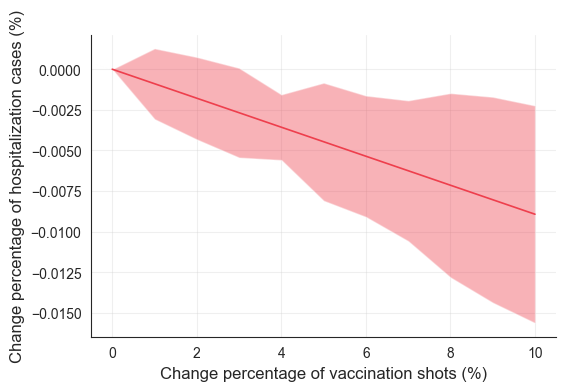 Change percentage of hospitalization cases (%)
0.0000
−0.0025
−0.0050
−0.0075
−0.0100
−0.0125
−0.0150
0 2 4 6 8 10
Change percentage of vaccination shots (%)